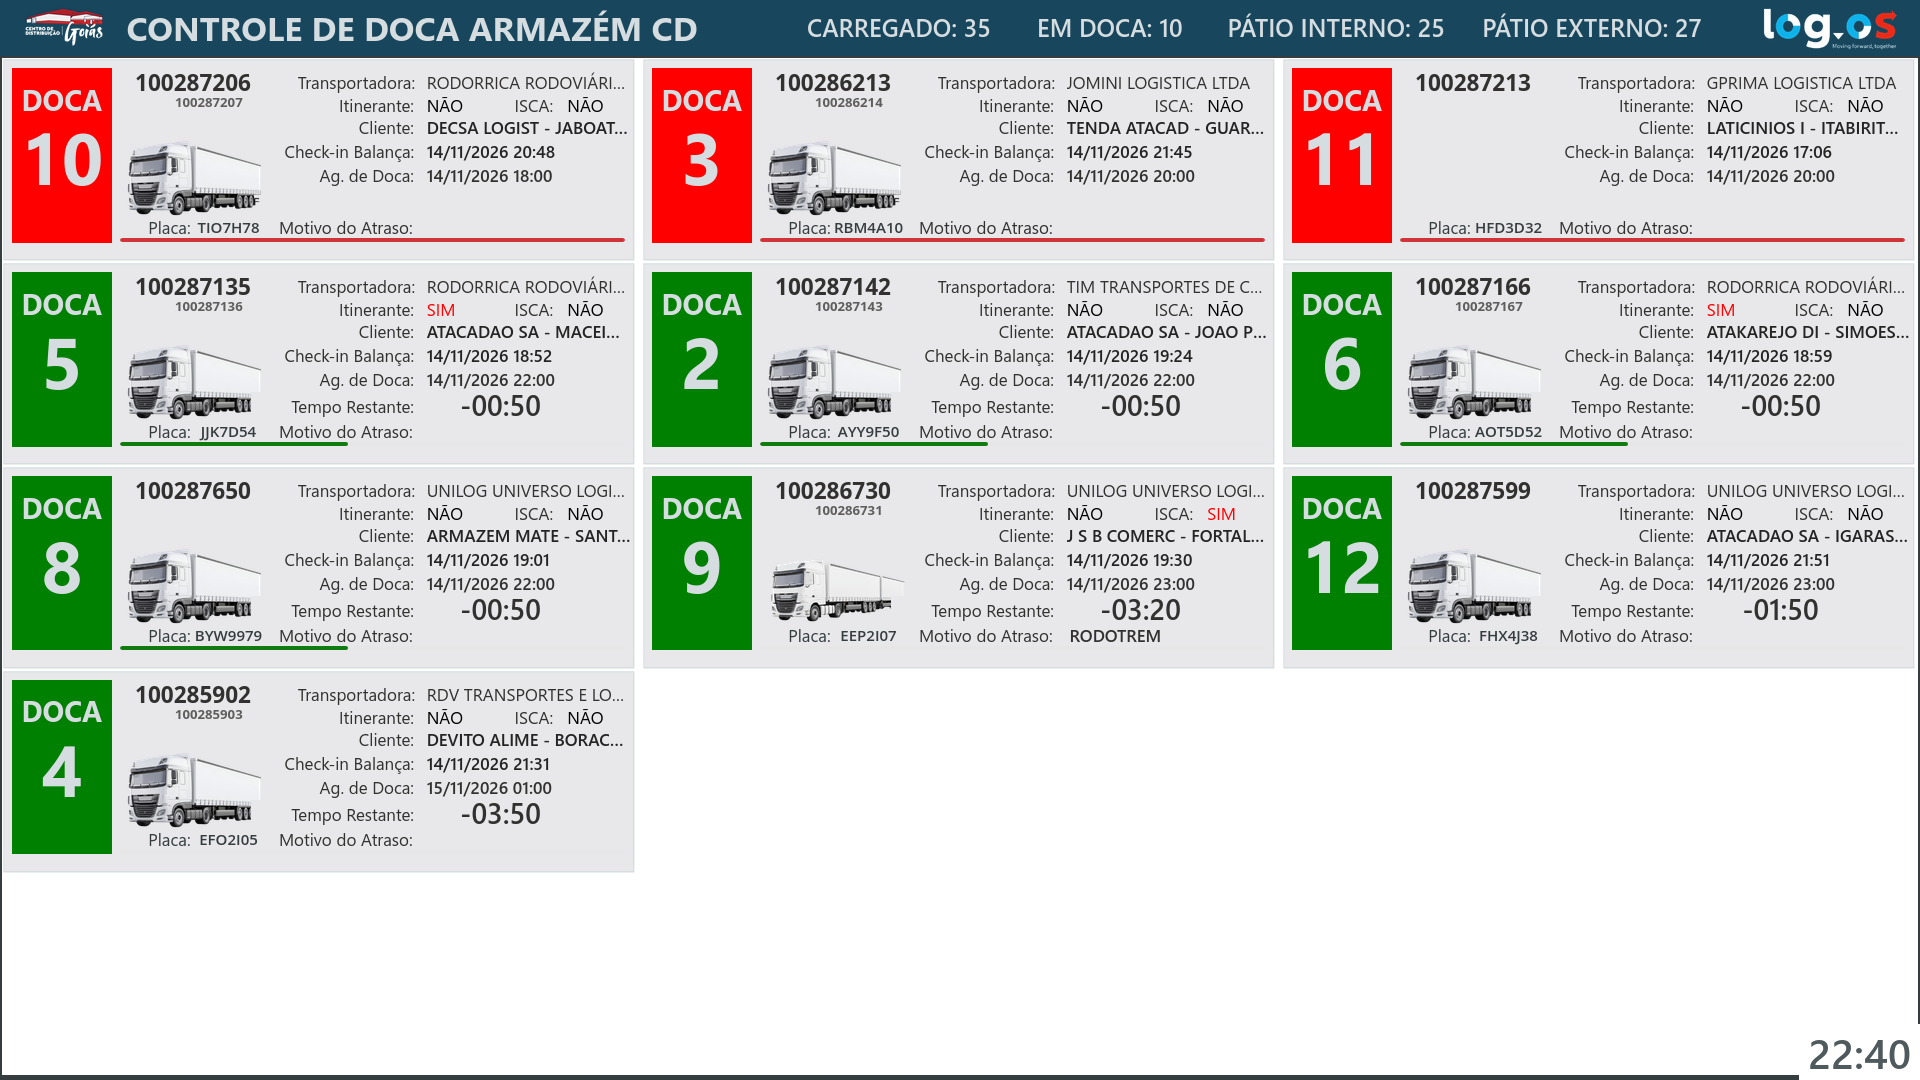 CENTRO DE DISTRIBUIÇÃO Goiás
CONTROLE DE DOCA ARMAZÉM CD
CARREGADO: 35 EM DOCA: 10 PÁTIO INTERNO: 25 PÁTIO EXTERNO: 27
log.os
Moving forward, together
DOCA
10
100287206
100287207
Transportadora: RODORRICA RODOVIÁRI...
Itinerante: NÃO ISCA: NÃO
Cliente: DECSA LOGIST - JABOAT...
Check-in Balança: 14/11/2026 20:48
Ag. de Doca: 14/11/2026 18:00
Placa: TIO7H78 Motivo do Atraso:
DOCA
3
100286213
100286214
Transportadora: JOMINI LOGISTICA LTDA
Itinerante: NÃO ISCA: NÃO
Cliente: TENDA ATACAD - GUAR...
Check-in Balança: 14/11/2026 21:45
Ag. de Doca: 14/11/2026 20:00
Placa: RBM4A10 Motivo do Atraso:
DOCA
11
100287213
Transportadora: GPRIMA LOGISTICA LTDA
Itinerante: NÃO ISCA: NÃO
Cliente: LATICINIOS I - ITABIRIT...
Check-in Balança: 14/11/2026 17:06
Ag. de Doca: 14/11/2026 20:00
Placa: HFD3D32 Motivo do Atraso:
DOCA
5
100287135
100287136
Transportadora: RODORRICA RODOVIÁRI...
Itinerante: SIM ISCA: NÃO
Cliente: ATACADAO SA - MACEI...
Check-in Balança: 14/11/2026 18:52
Ag. de Doca: 14/11/2026 22:00
Tempo Restante: -00:50
Placa: JJK7D54 Motivo do Atraso:
DOCA
2
100287142
100287143
Transportadora: TIM TRANSPORTES DE C...
Itinerante: NÃO ISCA: NÃO
Cliente: ATACADAO SA - JOAO P...
Check-in Balança: 14/11/2026 19:24
Ag. de Doca: 14/11/2026 22:00
Tempo Restante: -00:50
Placa: AYY9F50 Motivo do Atraso:
DOCA
6
100287166
100287167
Transportadora: RODORRICA RODOVIÁRI...
Itinerante: SIM ISCA: NÃO
Cliente: ATAKAREJO DI - SIMOES...
Check-in Balança: 14/11/2026 18:59
Ag. de Doca: 14/11/2026 22:00
Tempo Restante: -00:50
Placa: AOT5D52 Motivo do Atraso:
DOCA
8
100287650
Transportadora: UNILOG UNIVERSO LOGI...
Itinerante: NÃO ISCA: NÃO
Cliente: ARMAZEM MATE - SANT...
Check-in Balança: 14/11/2026 19:01
Ag. de Doca: 14/11/2026 22:00
Tempo Restante: -00:50
Placa: BYW9979 Motivo do Atraso:
DOCA
9
100286730
100286731
Transportadora: UNILOG UNIVERSO LOGI...
Itinerante: NÃO ISCA: SIM
Cliente: J S B COMERC - FORTAL...
Check-in Balança: 14/11/2026 19:30
Ag. de Doca: 14/11/2026 23:00
Tempo Restante: -03:20
Placa: EEP2I07 Motivo do Atraso: RODOTREM
DOCA
12
100287599
Transportadora: UNILOG UNIVERSO LOGI...
Itinerante: NÃO ISCA: NÃO
Cliente: ATACADAO SA - IGARAS...
Check-in Balança: 14/11/2026 21:51
Ag. de Doca: 14/11/2026 23:00
Tempo Restante: -01:50
Placa: FHX4J38 Motivo do Atraso:
DOCA
4
100285902
100285903
Transportadora: RDV TRANSPORTES E LO...
Itinerante: NÃO ISCA: NÃO
Cliente: DEVITO ALIME - BORAC...
Check-in Balança: 14/11/2026 21:31
Ag. de Doca: 15/11/2026 01:00
Tempo Restante: -03:50
Placa: EFO2I05 Motivo do Atraso:
22:40